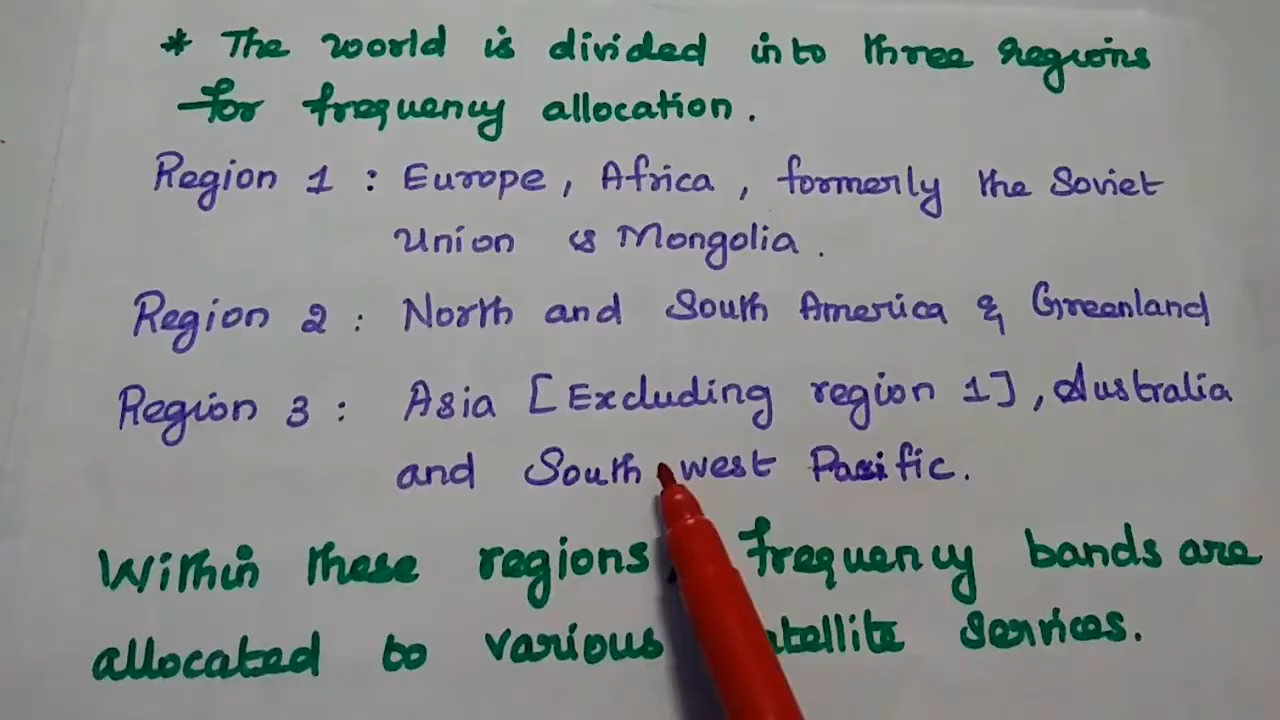 * The world is divided into three regions
for frequency allocation.
Region 1 : Europe, Africa, formerly the Soviet
Union & Mongolia.
Region 2 : North and South America & Greenland
Region 3 : Asia [Excluding region 1], Australia
and South west Pacific.
Within these regions, frequency bands are
allocated to various satellite services.